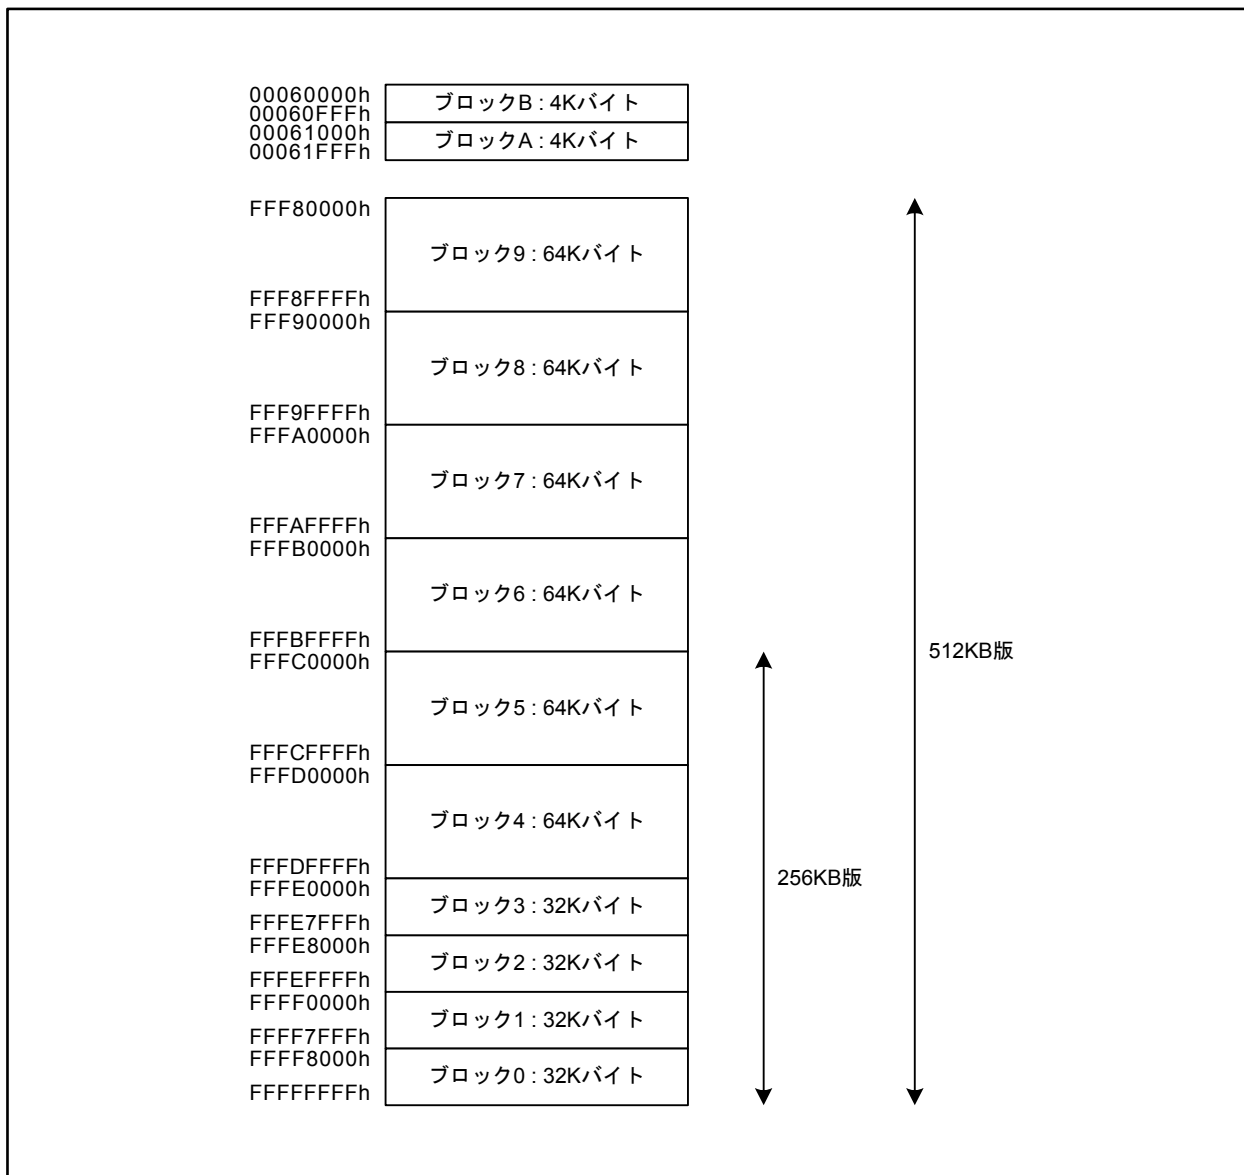 00060000h
ブロックB : 4Kバイト
00060FFFh
00061000h
ブロックA : 4Kバイト
00061FFFh
FFF80000h
ブロック9 : 64Kバイト
FFF8FFFFh
FFF90000h
ブロック8 : 64Kバイト
FFF9FFFFh
FFFA0000h
ブロック7 : 64Kバイト
FFFAFFFFh
FFFB0000h
ブロック6 : 64Kバイト
FFFBFFFFh
512KB版
FFFC0000h
ブロック5 : 64Kバイト
FFFCFFFFh
FFFD0000h
ブロック4 : 64Kバイト
FFFDFFFFh
256KB版
FFFE0000h
ブロック3 : 32Kバイト
FFFE7FFFh
FFFE8000h
ブロック2 : 32Kバイト
FFFEFFFFh
FFFF0000h
ブロック1 : 32Kバイト
FFFF7FFFh
FFFF8000h
ブロック0 : 32Kバイト
FFFFFFFFh